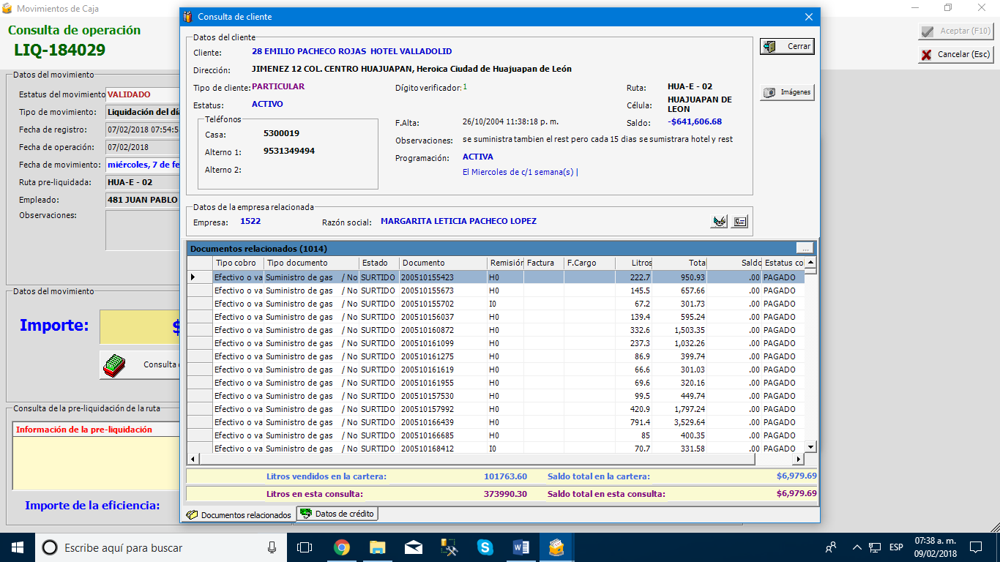 Movimientos de Caja
Consulta de operación
LIQ-184029
Aceptar (F10)
Cancelar (Esc)
Datos del movimiento
Estatus del movimiento VALIDADO
Tipo de movimiento: Liquidación del día
Fecha de registro: 07/02/2018 07:54:5
Fecha de operación: 07/02/2018
Fecha de movimiento: miércoles, 7 de fe
Ruta pre-liquidada: HUA-E - 02
Empleado: 481 JUAN PABLO
Observaciones:
Datos del movimiento
Importe: $
Consulta
Consulta de la pre-liquidación de la ruta
Información de la pre-liquidación
Importe de la eficiencia:
Consulta de cliente
Datos del cliente
Cliente: 28 EMILIO PACHECO ROJAS HOTEL VALLADOLID
Cerrar
Dirección: JIMENEZ 12 COL. CENTRO HUAJUAPAN, Heroica Ciudad de Huajuapan de León
Tipo de cliente: PARTICULAR Dígito verificador: 1 Ruta: HUA-E - 02
Imágenes
Estatus: ACTIVO Célula: HUAJUAPAN DE
LEON
Teléfonos
F.Alta: 26/10/2004 11:38:18 p. m. Saldo: -$641,606.68
Casa: 5300019
Observaciones: se suministra tambien el rest pero cada 15 dias se sumistrara hotel y rest
Alterno 1: 9531349494
Programación: ACTIVA
Alterno 2:
El Miercoles de c/1 semana(s) |
Datos de la empresa relacionada
Empresa: 1522 Razón social: MARGARITA LETICIA PACHECO LOPEZ
Documentos relacionados (1014) ...
Tipo cobro Tipo documento Estado Documento Remisión Factura F.Cargo Litros Total Saldo Estatus co
Efectivo o va Suministro de gas / No SURTIDO 200510155423 H0 222.7 950.93 .00 PAGADO
Efectivo o va Suministro de gas / No SURTIDO 200510155673 H0 145.5 657.66 .00 PAGADO
Efectivo o va Suministro de gas / No SURTIDO 200510155702 I0 67.2 301.73 .00 PAGADO
Efectivo o va Suministro de gas / No SURTIDO 200510156037 H0 139.4 595.24 .00 PAGADO
Efectivo o va Suministro de gas / No SURTIDO 200510160872 H0 332.6 1,503.35 .00 PAGADO
Efectivo o va Suministro de gas / No SURTIDO 200510161099 H0 237.3 1,032.26 .00 PAGADO
Efectivo o va Suministro de gas / No SURTIDO 200510161275 H0 86.9 399.74 .00 PAGADO
Efectivo o va Suministro de gas / No SURTIDO 200510161619 H0 66.6 301.03 .00 PAGADO
Efectivo o va Suministro de gas / No SURTIDO 200510161955 H0 69.6 320.16 .00 PAGADO
Efectivo o va Suministro de gas / No SURTIDO 200510157530 H0 99.5 449.74 .00 PAGADO
Efectivo o va Suministro de gas / No SURTIDO 200510157992 H0 420.9 1,797.24 .00 PAGADO
Efectivo o va Suministro de gas / No SURTIDO 200510166439 H0 791.4 3,529.64 .00 PAGADO
Efectivo o va Suministro de gas / No SURTIDO 200510166685 H0 85 400.35 .00 PAGADO
Efectivo o va Suministro de gas / No SURTIDO 200510168412 I0 70.7 331.58 .00 PAGADO
Litros vendidos en la cartera: 101763.60 Saldo total en la cartera: $6,979.69
Litros en esta consulta: 373990.30 Saldo total en esta consulta: $6,979.69
Documentos relacionados Datos de crédito
Escribe aquí para buscar
ESP
07:38 a. m.
09/02/2018